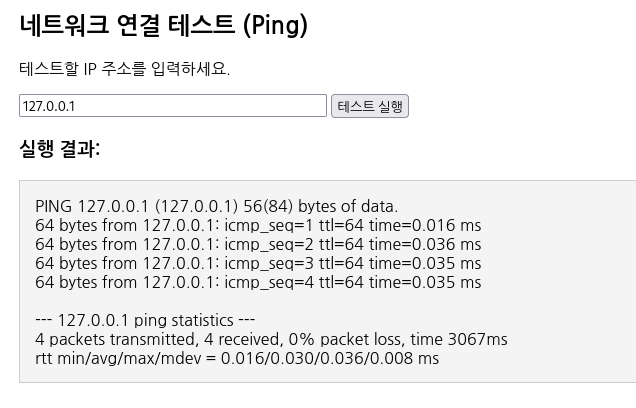 네트워크 연결 테스트 (Ping)
테스트할 IP 주소를 입력하세요.
127.0.0.1 테스트 실행
실행 결과:
PING 127.0.0.1 (127.0.0.1) 56(84) bytes of data.
64 bytes from 127.0.0.1: icmp_seq=1 ttl=64 time=0.016 ms
64 bytes from 127.0.0.1: icmp_seq=2 ttl=64 time=0.036 ms
64 bytes from 127.0.0.1: icmp_seq=3 ttl=64 time=0.035 ms
64 bytes from 127.0.0.1: icmp_seq=4 ttl=64 time=0.035 ms
--- 127.0.0.1 ping statistics ---
4 packets transmitted, 4 received, 0% packet loss, time 3067ms
rtt min/avg/max/mdev = 0.016/0.030/0.036/0.008 ms